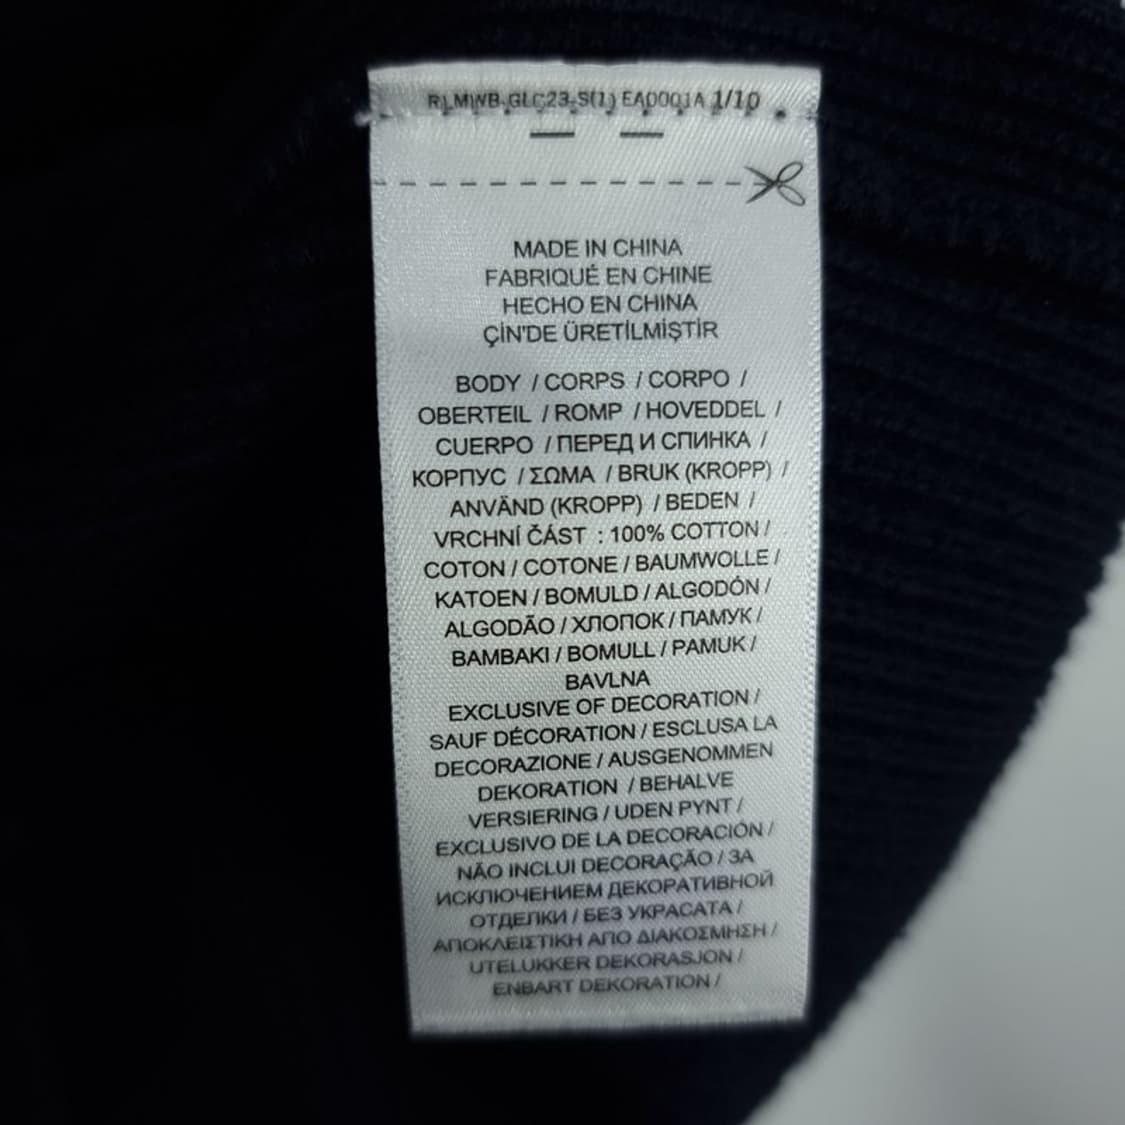 RLMWB-GLC23-S(1) EA0001A 1/10
MADE IN CHINA
FABRIQUÉ EN CHINE
HECHO EN CHINA
ÇİN'DE ÜRETİLMİŞTİR
BODY / CORPS / CORPO /
OBERTEIL / ROMP / HOVEDDEL /
CUERPO / ПЕРЕД И СПИНКА /
КОРПУС / ΣΩΜΑ / BRUK (KROPP) /
ANVÄND (KROPP) / BEDEN /
VRCHNÍ ČÁST : 100% COTTON /
COTON / COTONE / BAUMWOLLE /
KATOEN / BOMULD / ALGODÓN /
ALGODÃO / ХЛОПОК / ПАМУК /
BAMBAKI / BOMULL / PAMUK /
BAVLNA
EXCLUSIVE OF DECORATION /
SAUF DÉCORATION / ESCLUSA LA
DECORAZIONE / AUSGENOMMEN
DEKORATION / BEHALVE
VERSIERING / UDEN PYNT /
EXCLUSIVO DE LA DECORACIÓN /
NÃO INCLUI DECORAÇÃO / ЗА
ИСКЛЮЧЕНИЕМ ДЕКОРАТИВНОЙ
ОТДЕЛКИ / БЕЗ УКРАСАТА /
ΑΠΟΚΛΕΙΣΤΙΚΗ ΑΠΟ ΔΙΑΚΟΣΜΗΣΗ /
UTELUKKER DEKORASJON /
ENBART DEKORATION /